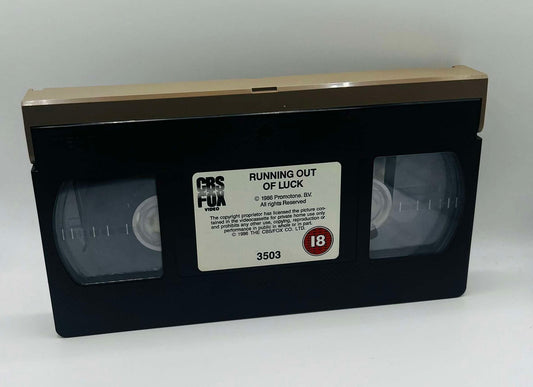 CBS
FOX
VIDEO
RUNNING OUT
OF LUCK
© 1986 Promotone, BV.
All rights Reserved
The copyright proprietor has licensed the picture con-
tained in the videocassette for private home use only
and prohibits any other use, copying, reproduction or
performance in public in whole or in part.
© 1986 THE CBS/FOX CO. LTD.
18
3503